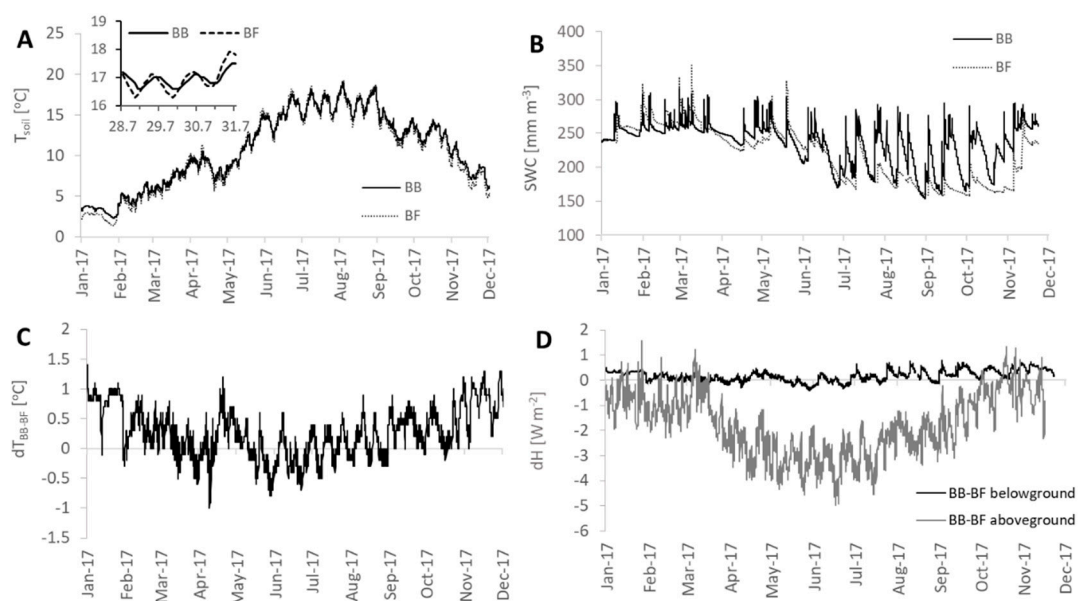 A
19
18
17
16
BB
BF
28.7 29.7 30.7 31.7
25
20
15
10
5
0
Tsoil [°C]
BB
BF
Jan-17 Feb-17 Mar-17 Apr-17 May-17 Jun-17 Jul-17 Aug-17 Sep-17 Oct-17 Nov-17 Dec-17
B
400
350
300
250
200
150
100
SWC [mm m⁻³]
BB
BF
Jan-17 Feb-17 Mar-17 Apr-17 May-17 Jun-17 Jul-17 Aug-17 Sep-17 Oct-17 Nov-17 Dec-17
C
2
1.5
1
0.5
0
-0.5
-1
-1.5
dTBB-BF [°C]
Jan-17 Feb-17 Mar-17 Apr-17 May-17 Jun-17 Jul-17 Aug-17 Sep-17 Oct-17 Nov-17 Dec-17
D
2
1
0
-1
-2
-3
-4
-5
-6
dH [W m⁻²]
BB-BF belowground
BB-BF aboveground
Jan-17 Feb-17 Mar-17 Apr-17 May-17 Jun-17 Jul-17 Aug-17 Sep-17 Oct-17 Nov-17 Dec-17